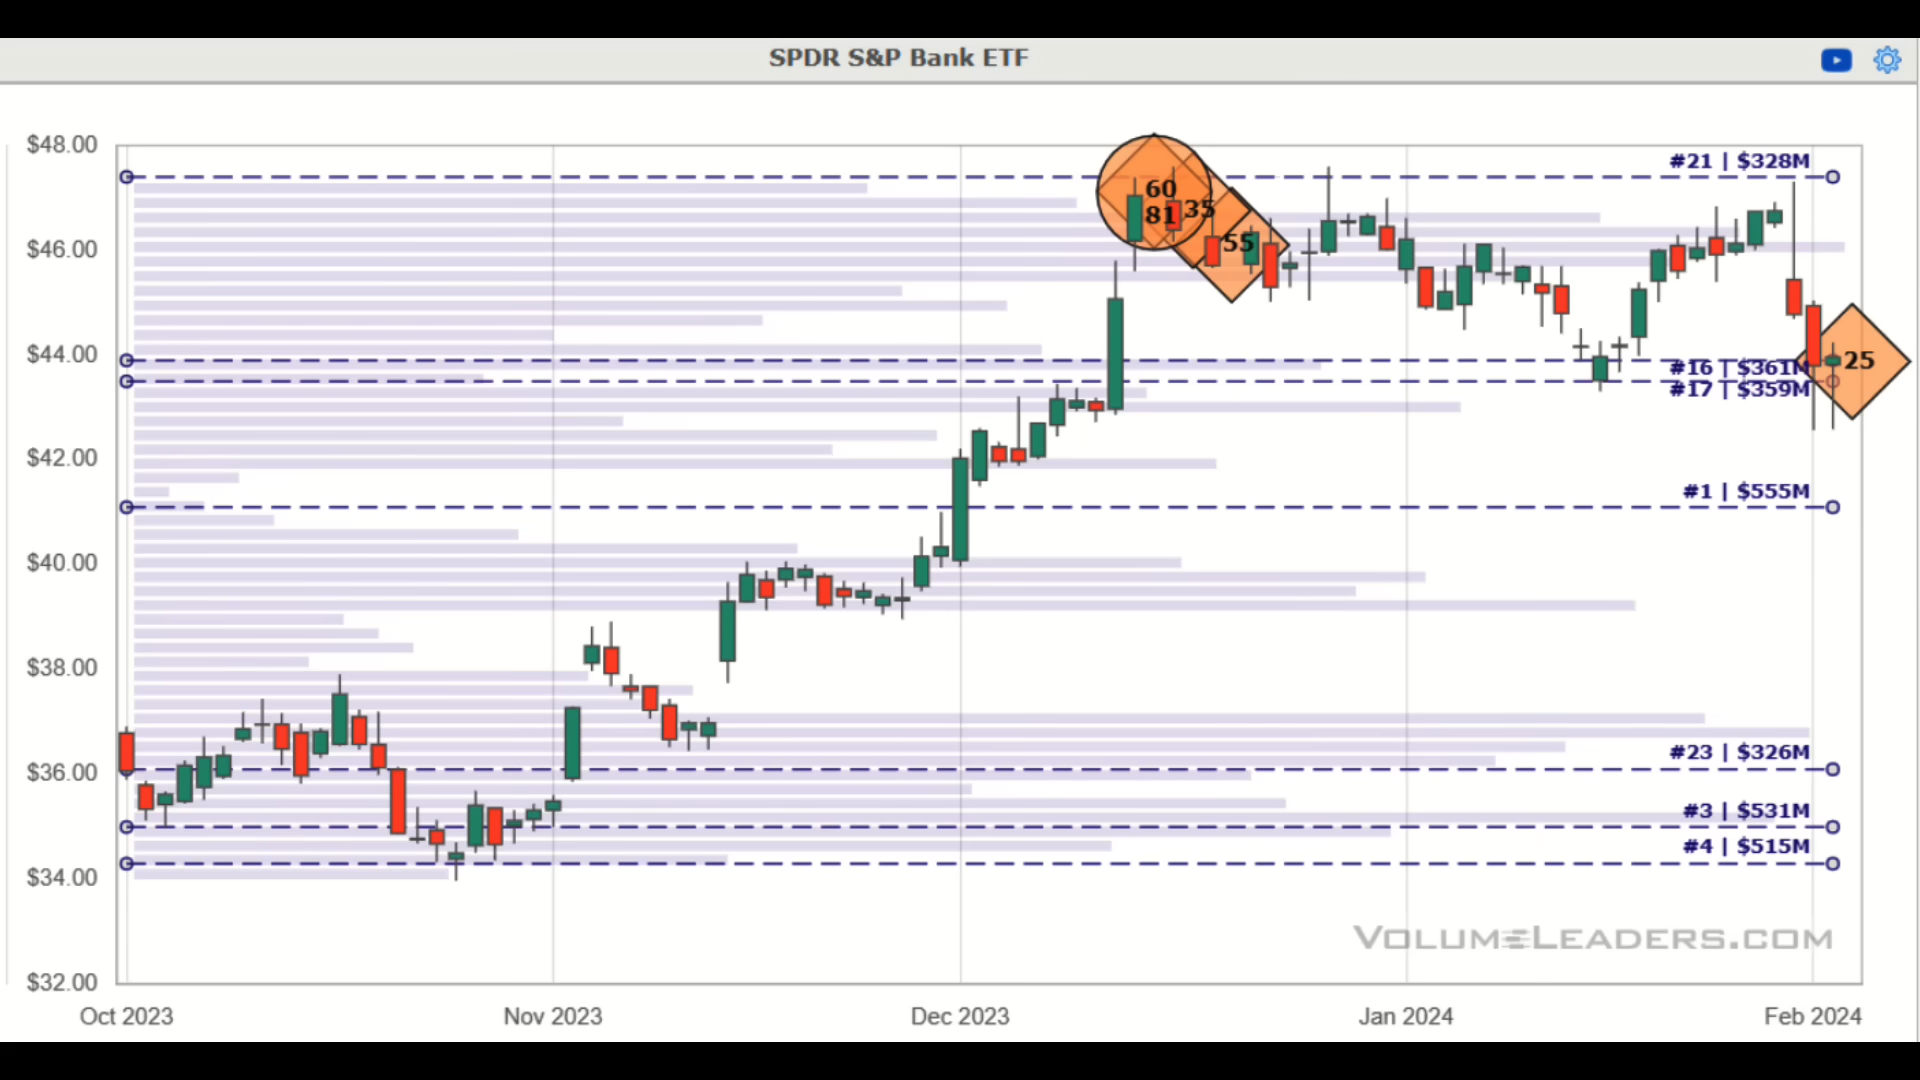 SPDR S&P Bank ETF
$48.00
#21 | $328M
60
81
35
$46.00
55
$44.00
25
#16 | $361M
#17 | $359M
$42.00
#1 | $555M
$40.00
$38.00
#23 | $326M
$36.00
#3 | $531M
#4 | $515M
$34.00
VOLUMELEADERS.COM
$32.00
Oct 2023 Nov 2023 Dec 2023 Jan 2024 Feb 2024